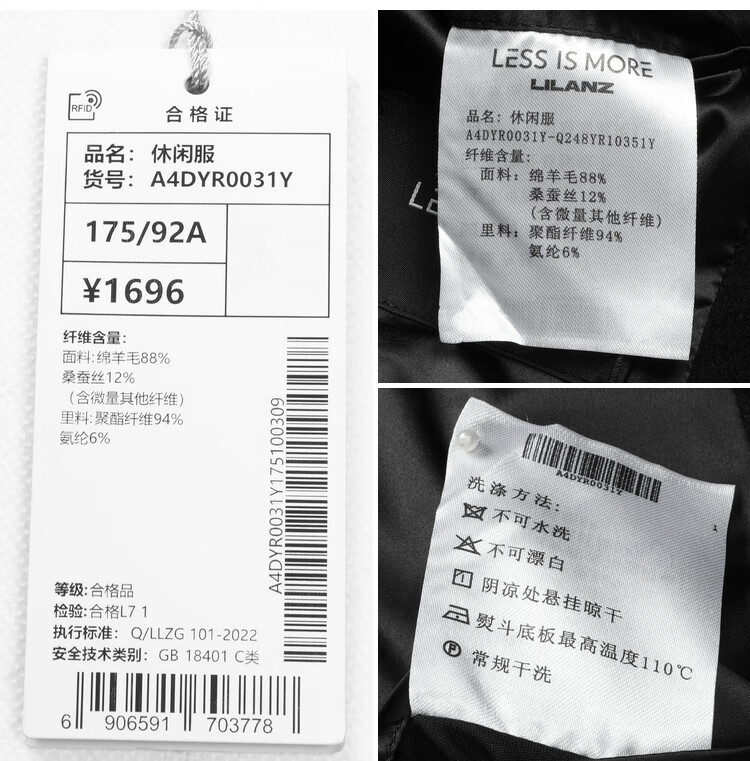 RFID
合格证
品名: 休闲服
货号: A4DYR0031Y
175/92A
¥1696
纤维含量:
面料:绵羊毛88%
桑蚕丝12%
(含微量其他纤维)
里料:聚酯纤维94%
氨纶6%
A4DYR0031Y175100309
等级:合格品
检验:合格L7 1
执行标准: Q/LLZG 101-2022
安全技术类别: GB 18401 C类
6 906591 703778
LESS IS MORE
LILANZ
品名: 休闲服
A4DYR0031Y-Q248YR10351Y
纤维含量:
面料: 绵羊毛88%
桑蚕丝12%
(含微量其他纤维)
里料: 聚酯纤维94%
氨纶6%
LE
A4DYR0031Y
1
洗涤方法:
不可水洗
不可漂白
阴凉处悬挂晾干
熨斗底板最高温度110℃
P 常规干洗